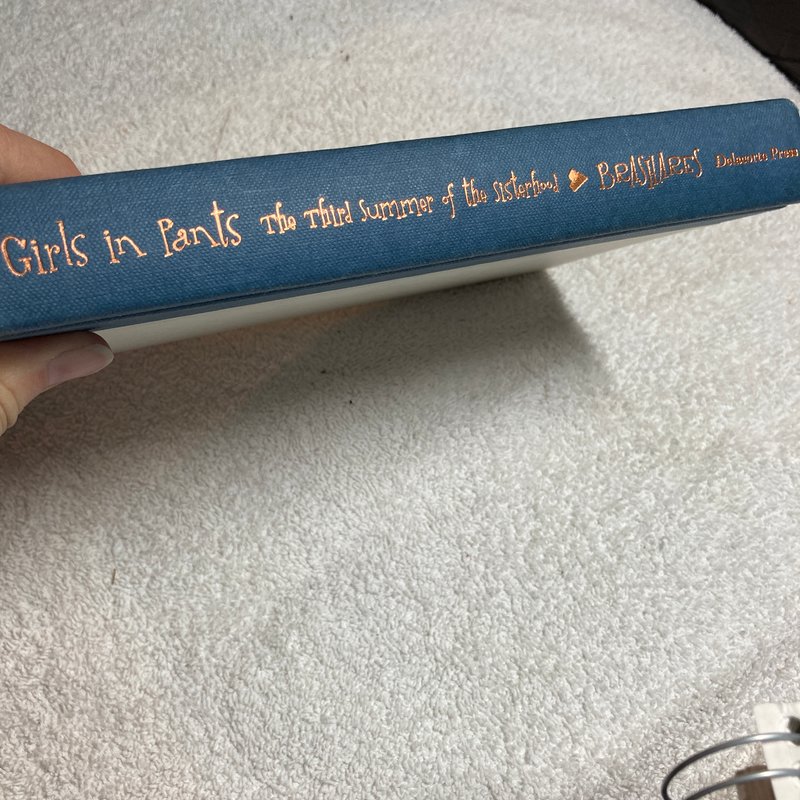 Girls in Pants The Third Summer of the Sisterhood BRASHARES Delacorte Press